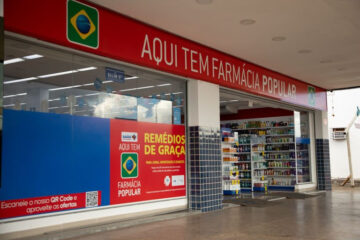 AQUI TEM FARMÁCIA POPULAR
AQUI TEM
FARMÁCIA
POPULAR
REMÉDIOS
DE GRAÇA
Escaneie o nosso QR Code e
aproveite as ofertas